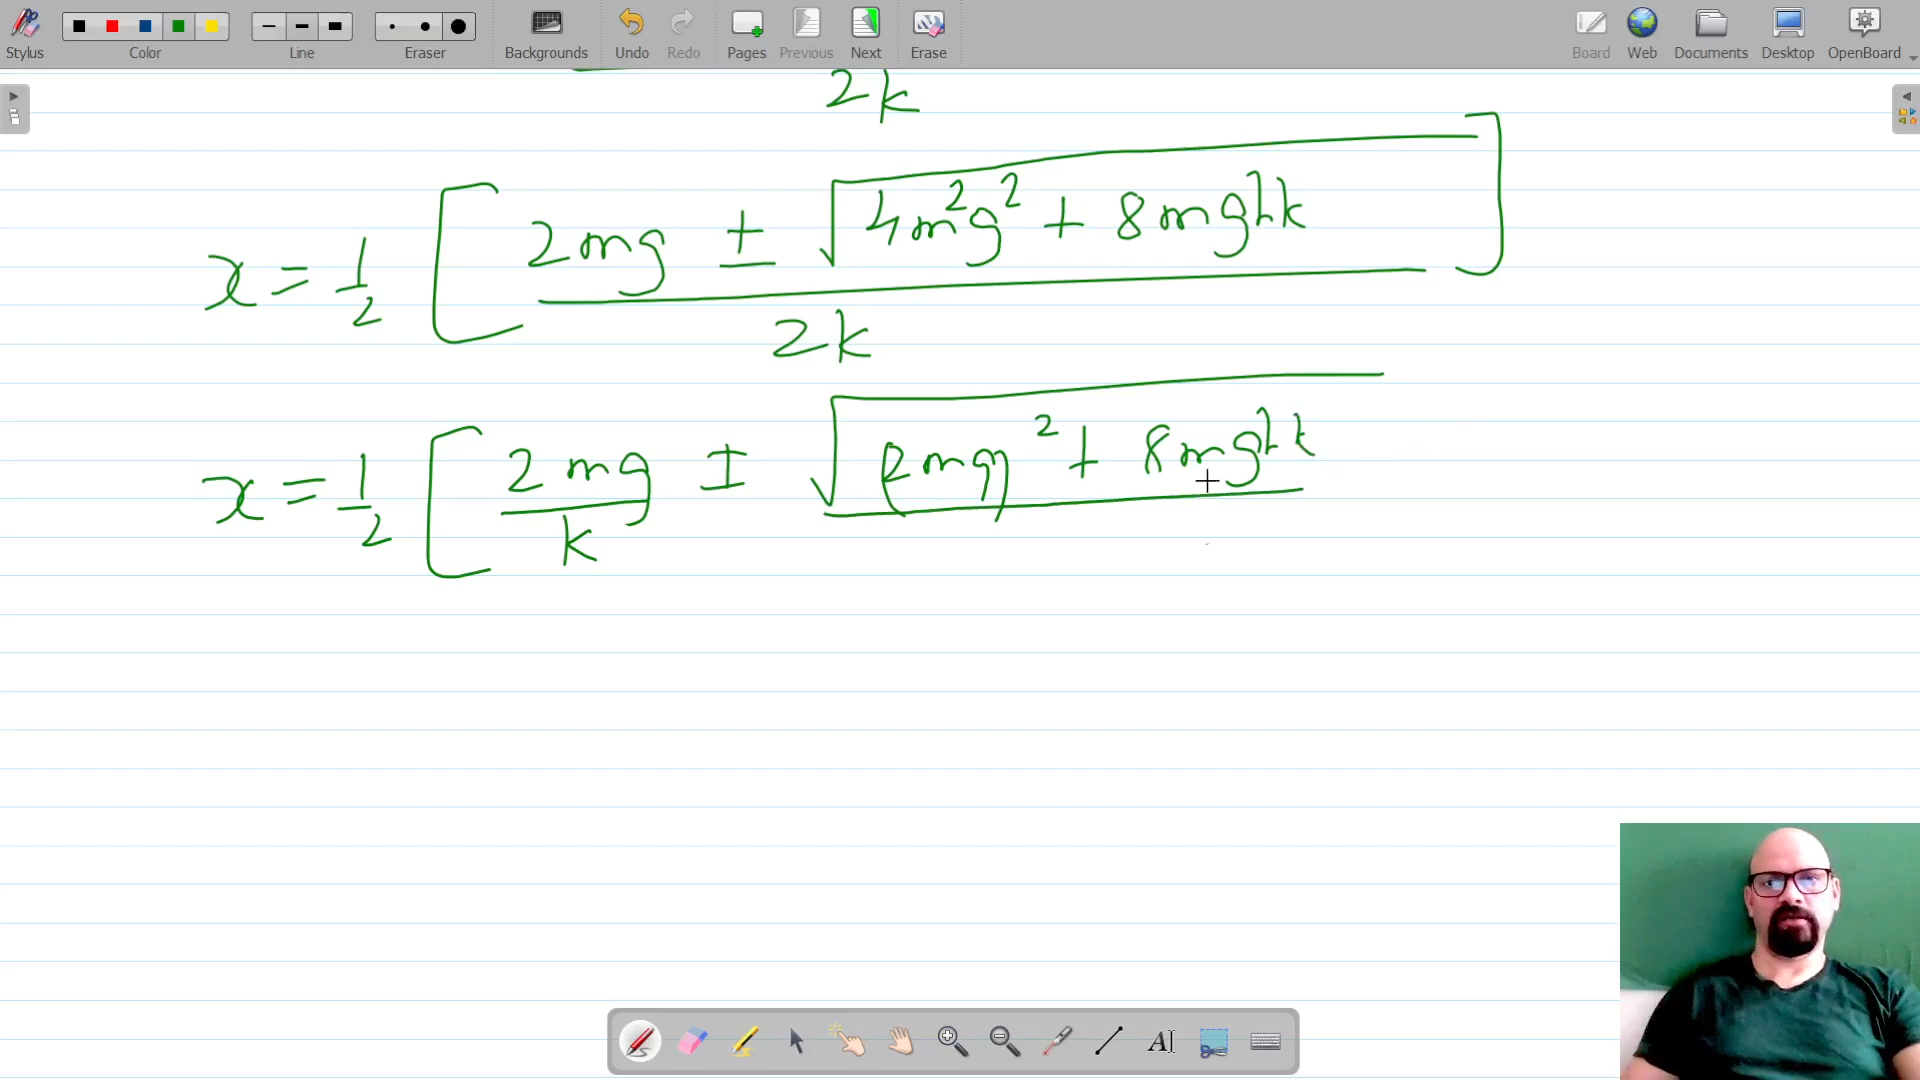 Stylus Color Line Eraser Backgrounds Undo Redo Pages Previous Next Erase Board Web Documents Desktop OpenBoard
2k
x = 1/2 [ (2mg ± √(4m²g² + 8mghk)) / 2k ]
x = 1/2 [ 2mg/k ± √((2mg)² + 8mghk)